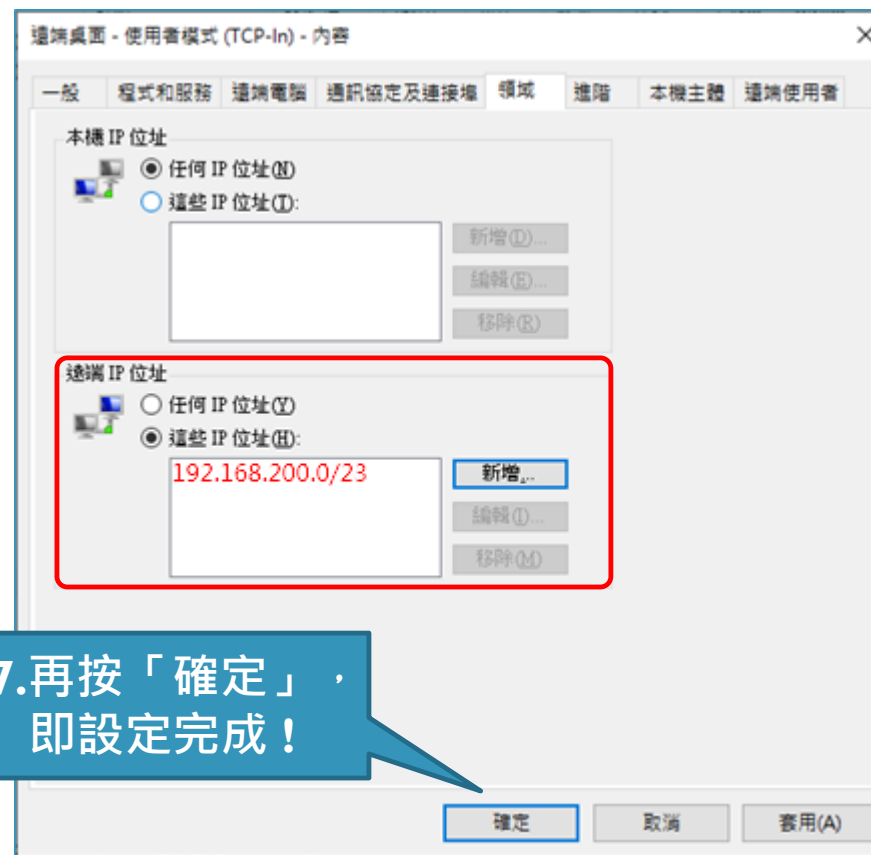 遠端桌面 - 使用者模式 (TCP-In) - 內容
一般 程式和服務 遠端電腦 通訊協定及連接埠 領域 進階 本機主體 遠端使用者
本機 IP 位址
任何 IP 位址(N)
這些 IP 位址(T):
新增(D)...
編輯(E)...
移除(R)
遠端 IP 位址
任何 IP 位址(Y)
這些 IP 位址(H):
192.168.200.0/23
新增...
編輯(I)...
移除(M)
7.再按「確定」，
即設定完成！
確定 取消 套用(A)